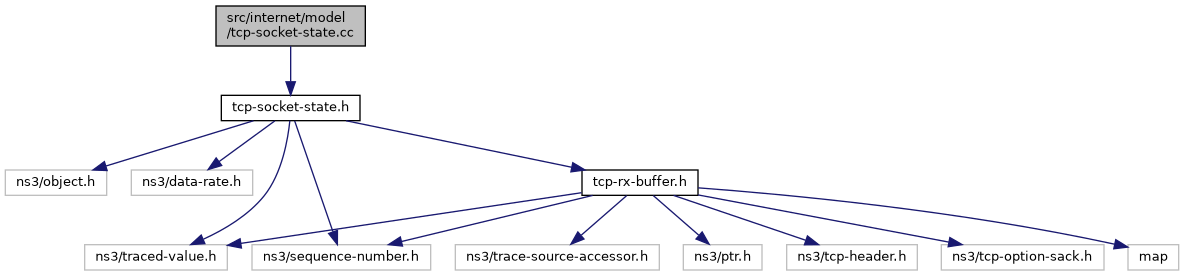 src/internet/model
/tcp-socket-state.cc
tcp-socket-state.h
ns3/object.h
ns3/data-rate.h
tcp-rx-buffer.h
ns3/traced-value.h
ns3/sequence-number.h
ns3/trace-source-accessor.h
ns3/ptr.h
ns3/tcp-header.h
ns3/tcp-option-sack.h
map